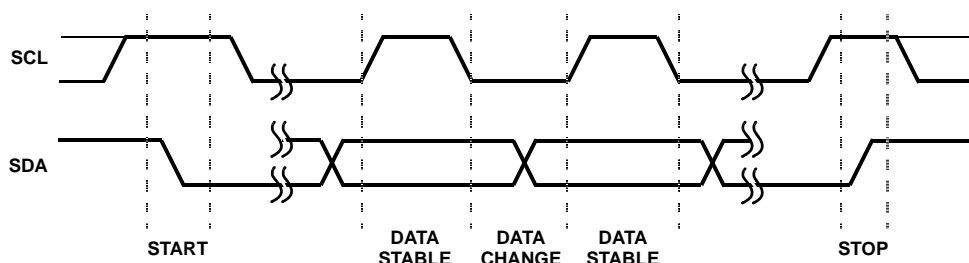 SCL
SDA
START
DATA
STABLE
DATA
CHANGE
DATA
STABLE
STOP